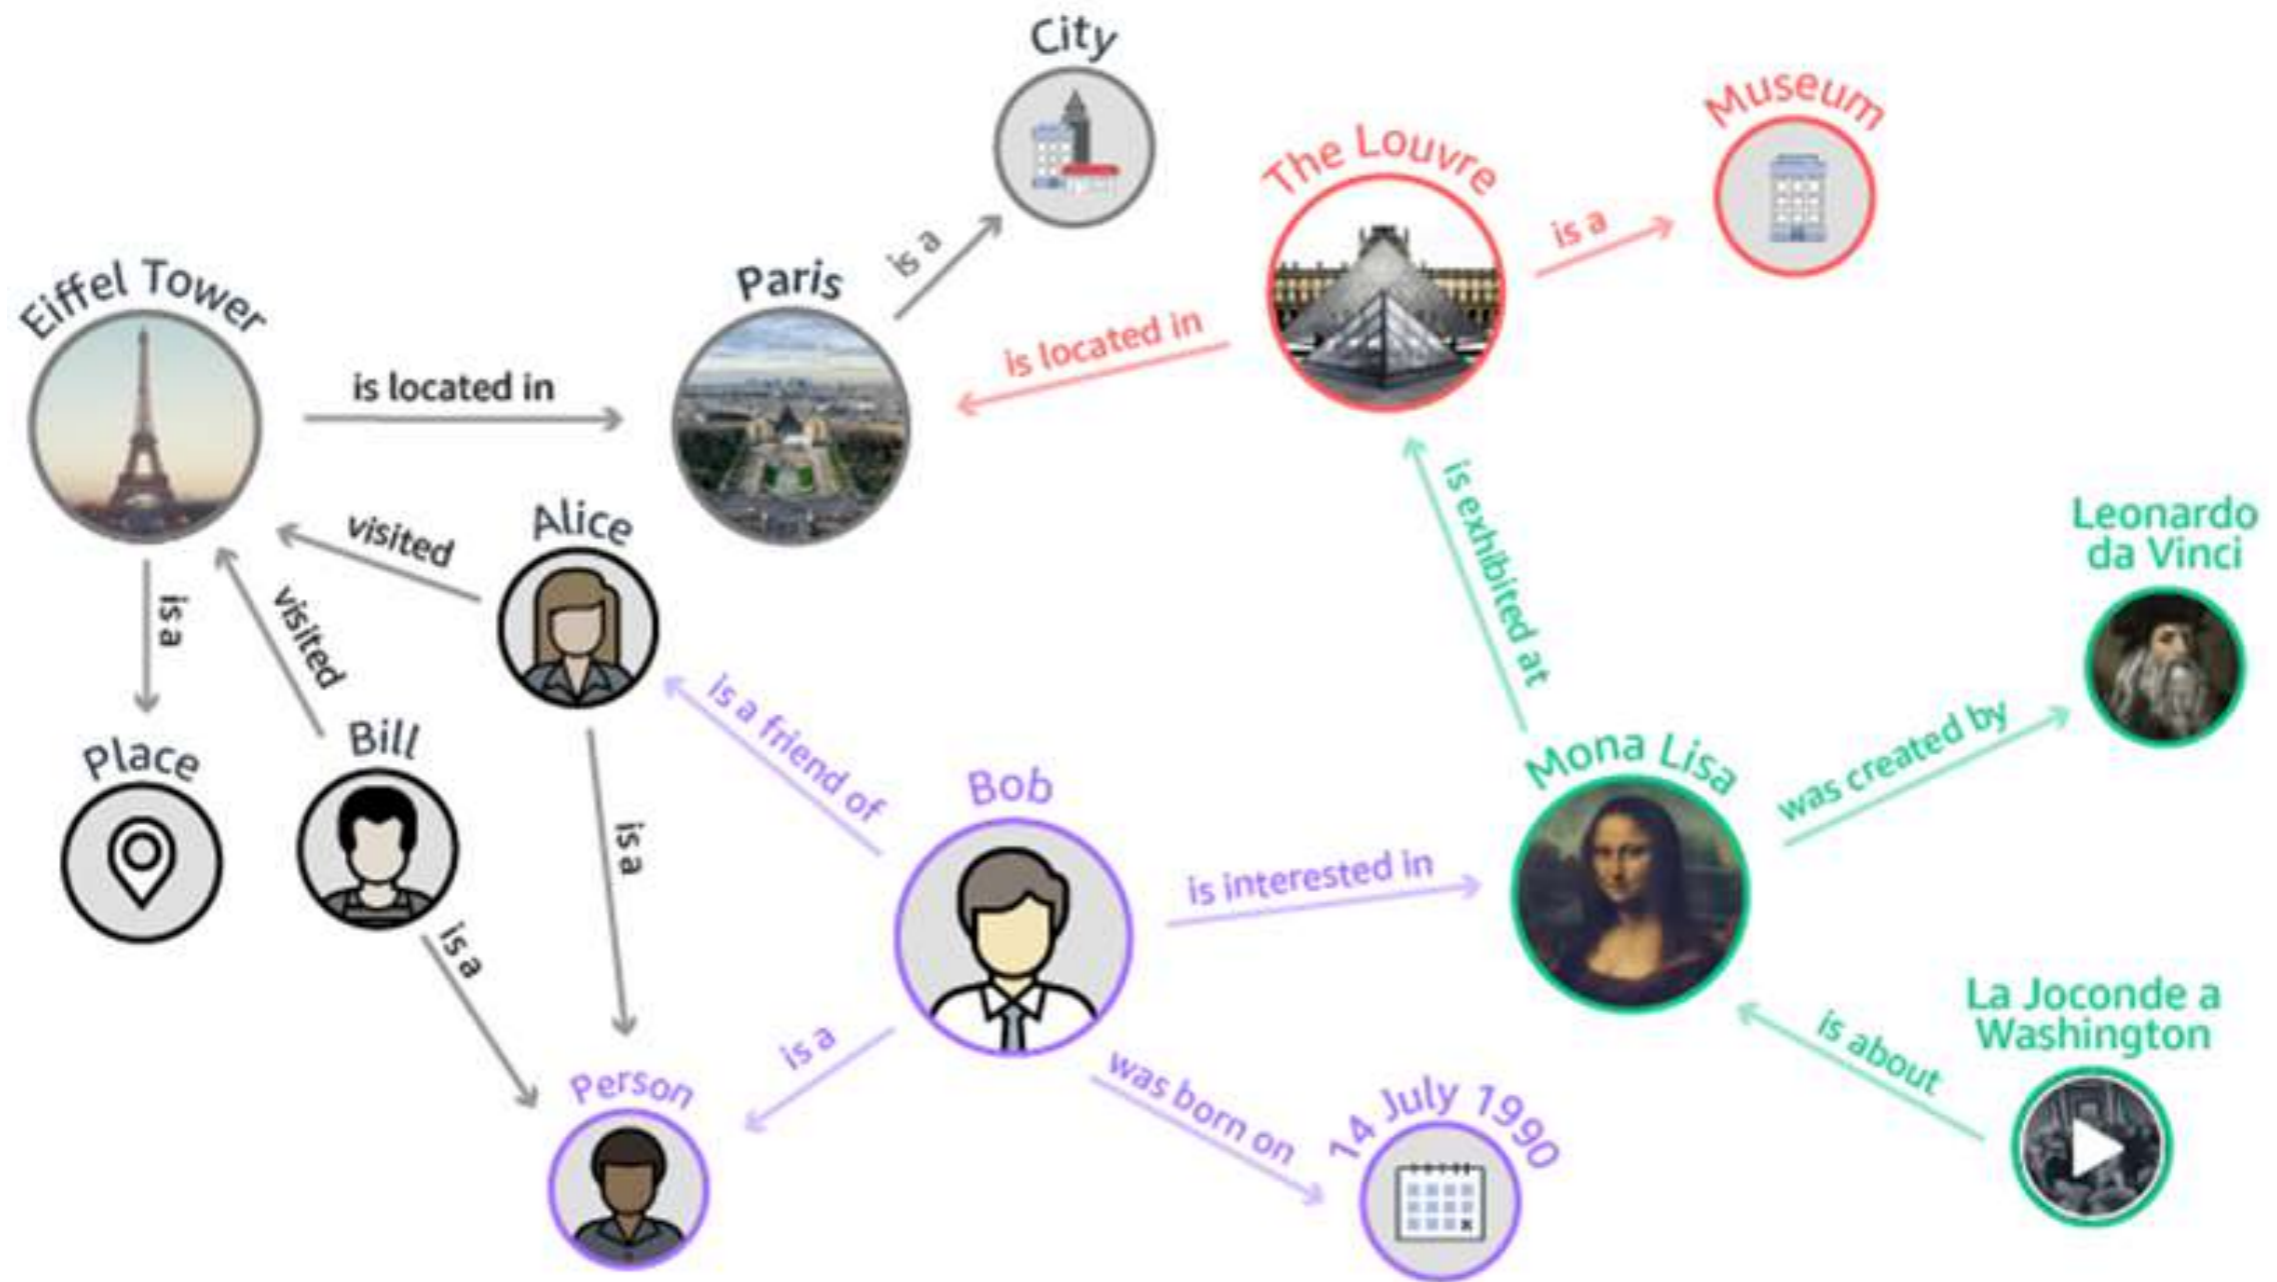 City
Museum
The Louvre
is a
is a
Paris
Eiffel Tower
is located in
is located in
Leonardo
da Vinci
is exhibited at
Alice
visited
visited
is a
is a friend of
Bill
Place
Mona Lisa
was created by
Bob
is a
is interested in
is a
La Joconde a
Washington
is about
is a
was born on
Person
14 July 1990